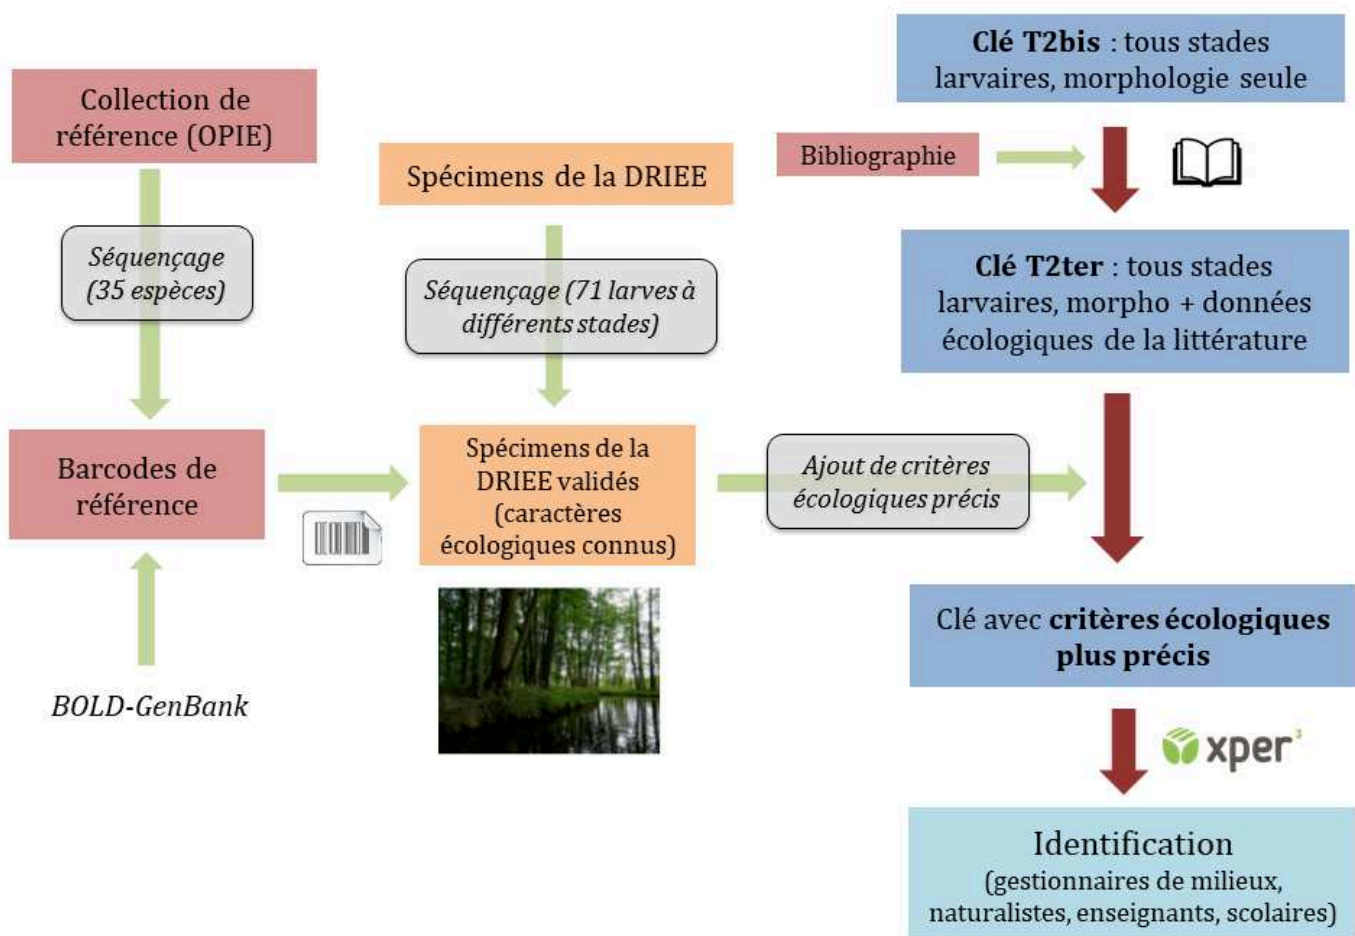 Clé T2bis : tous stades
larvaires, morphologie seule
Collection de
référence (OPIE)
Bibliographie
Spécimens de la DRIEE
Séquençage
(35 espèces)
Séquençage (71 larves à
différents stades)
Clé T2ter : tous stades
larvaires, morpho + données
écologiques de la littérature
Barcodes de
référence
Spécimens de la
DRIEE validés
(caractères
écologiques connus)
Ajout de critères
écologiques précis
Clé avec critères écologiques
plus précis
BOLD-GenBank
xper³
Identification
(gestionnaires de milieux,
naturalistes, enseignants, scolaires)